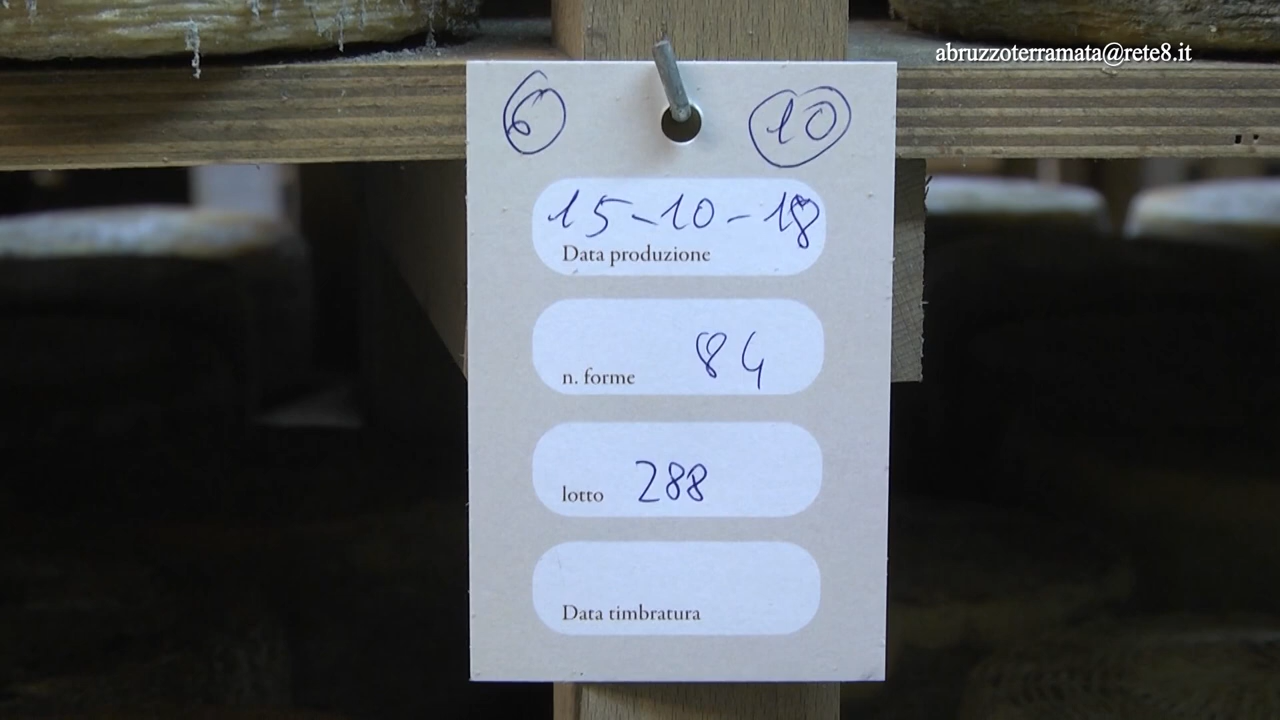 abruzzoterramata@rete8.it
6 10
15-10-18
Data produzione
n. forme 84
lotto 288
Data timbratura